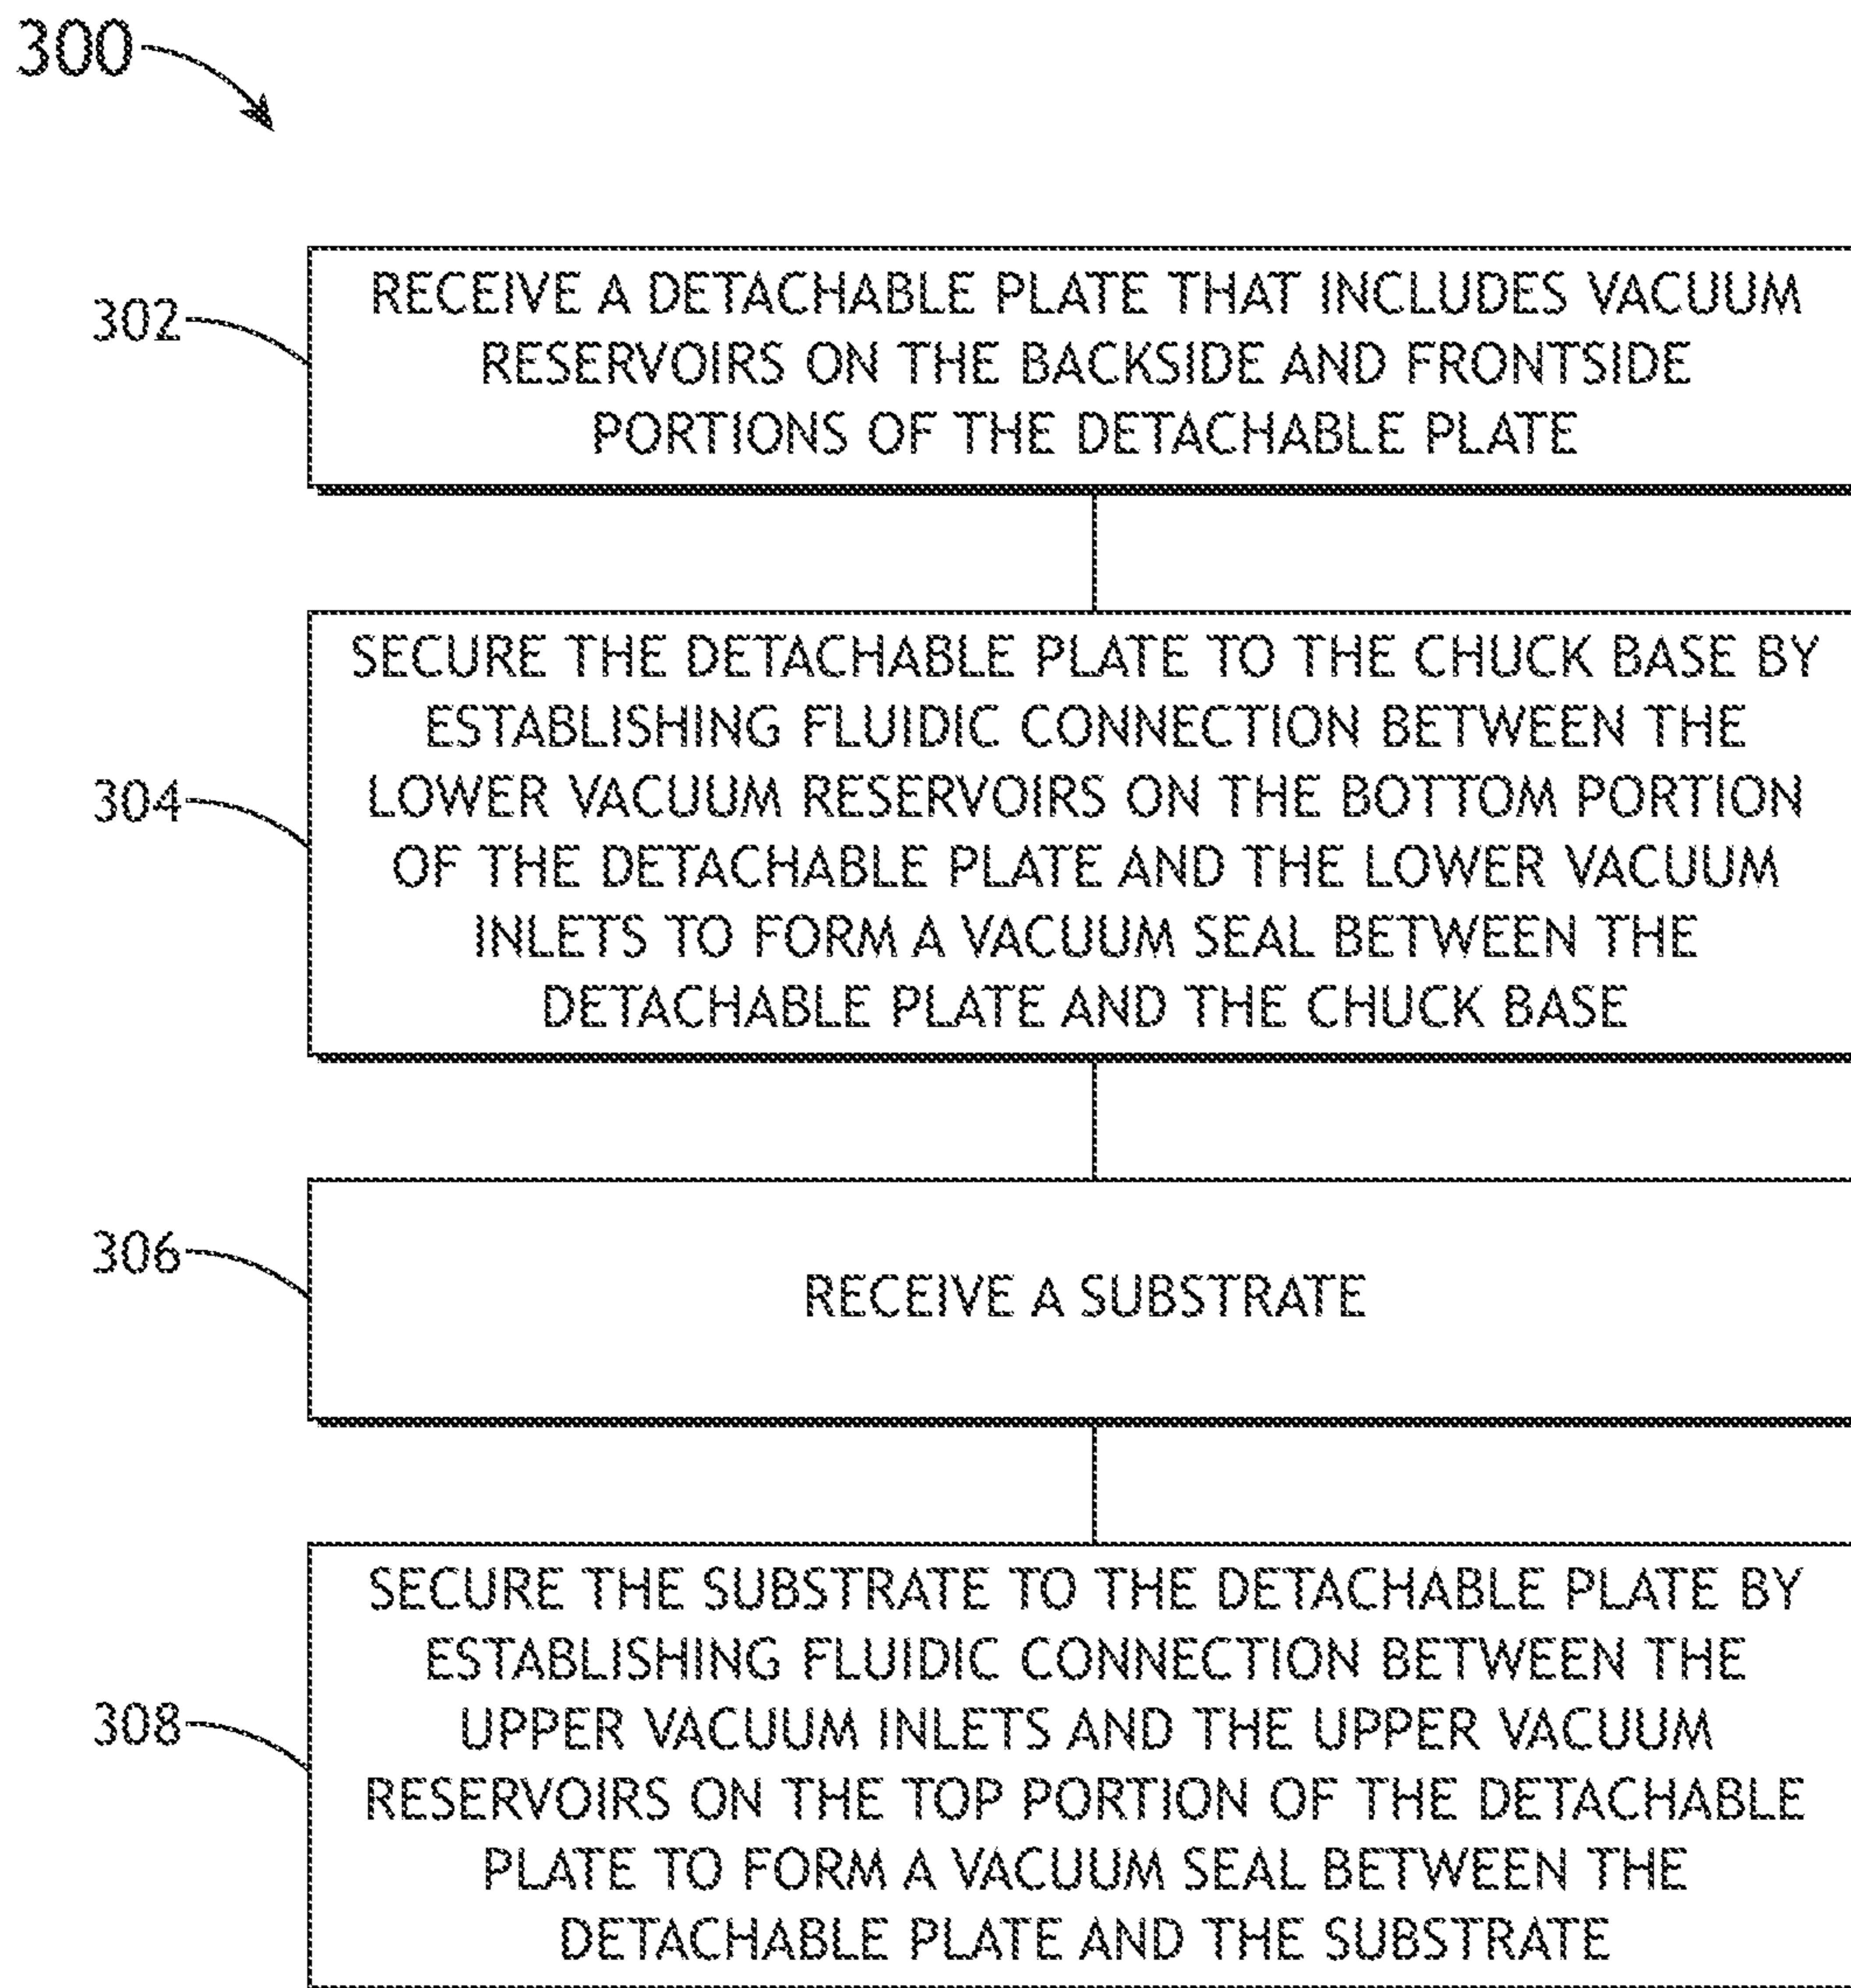 300
302
RECEIVE A DETACHABLE PLATE THAT INCLUDES VACUUM
RESERVOIRS ON THE BACKSIDE AND FRONTSIDE
PORTIONS OF THE DETACHABLE PLATE
304
SECURE THE DETACHABLE PLATE TO THE CHUCK BASE BY
ESTABLISHING FLUIDIC CONNECTION BETWEEN THE
LOWER VACUUM RESERVOIRS ON THE BOTTOM PORTION
OF THE DETACHABLE PLATE AND THE LOWER VACUUM
INLETS TO FORM A VACUUM SEAL BETWEEN THE
DETACHABLE PLATE AND THE CHUCK BASE
306
RECEIVE A SUBSTRATE
308
SECURE THE SUBSTRATE TO THE DETACHABLE PLATE BY
ESTABLISHING FLUIDIC CONNECTION BETWEEN THE
UPPER VACUUM INLETS AND THE UPPER VACUUM
RESERVOIRS ON THE TOP PORTION OF THE DETACHABLE
PLATE TO FORM A VACUUM SEAL BETWEEN THE
DETACHABLE PLATE AND THE SUBSTRATE